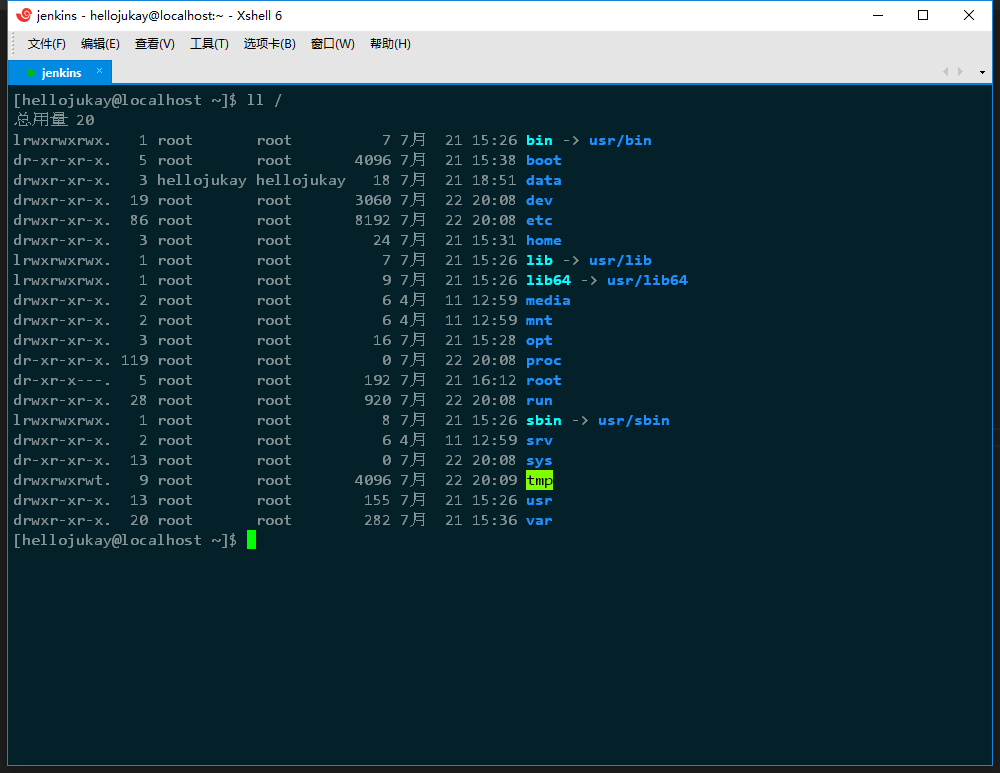 jenkins - hellojukay@localhost:~ - Xshell 6
文件(F) 编辑(E) 查看(V) 工具(T) 选项卡(B) 窗口(W) 帮助(H)
jenkins ×
[hellojukay@localhost ~]$ ll /
总用量 20
lrwxrwxrwx.   1 root       root          7 7月  21 15:26 bin -> usr/bin
dr-xr-xr-x.   5 root       root       4096 7月  21 15:38 boot
drwxr-xr-x.   3 hellojukay hellojukay   18 7月  21 18:51 data
drwxr-xr-x.  19 root       root       3060 7月  22 20:08 dev
drwxr-xr-x.  86 root       root       8192 7月  22 20:08 etc
drwxr-xr-x.   3 root       root         24 7月  21 15:31 home
lrwxrwxrwx.   1 root       root          7 7月  21 15:26 lib -> usr/lib
lrwxrwxrwx.   1 root       root          9 7月  21 15:26 lib64 -> usr/lib64
drwxr-xr-x.   2 root       root          6 4月  11 12:59 media
drwxr-xr-x.   2 root       root          6 4月  11 12:59 mnt
drwxr-xr-x.   3 root       root         16 7月  21 15:28 opt
dr-xr-xr-x. 119 root       root          0 7月  22 20:08 proc
dr-xr-x---.   5 root       root        192 7月  21 16:12 root
drwxr-xr-x.  28 root       root        920 7月  22 20:08 run
lrwxrwxrwx.   1 root       root          8 7月  21 15:26 sbin -> usr/sbin
drwxr-xr-x.   2 root       root          6 4月  11 12:59 srv
dr-xr-xr-x.  13 root       root          0 7月  22 20:08 sys
drwxrwxrwt.   9 root       root       4096 7月  22 20:09 tmp
drwxr-xr-x.  13 root       root        155 7月  21 15:26 usr
drwxr-xr-x.  20 root       root        282 7月  21 15:36 var
[hellojukay@localhost ~]$